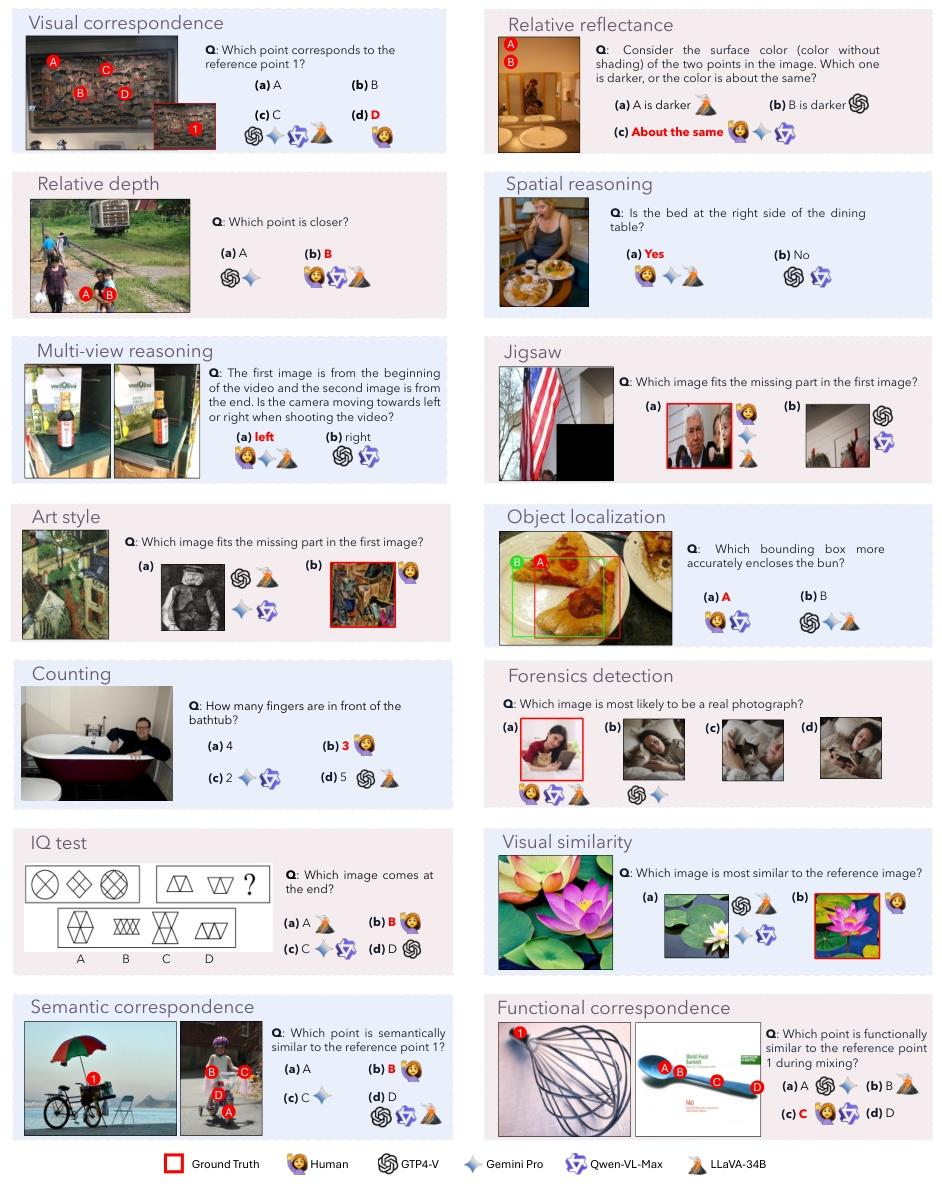 Visual correspondence
A
C
B
D
1
Q: Which point corresponds to the
reference point 1?
(a) A
(b) B
(c) C
(d) D
Relative reflectance
A
B
Q: Consider the surface color (color without
shading) of the two points in the image. Which one
is darker, or the color is about the same?
(a) A is darker
(b) B is darker
(c) About the same
Relative depth
A
B
Q: Which point is closer?
(a) A
(b) B
Spatial reasoning
Q: Is the bed at the right side of the dining
table?
(a) Yes
(b) No
Multi-view reasoning
Q: The first image is from the beginning
of the video and the second image is from
the end. Is the camera moving towards left
or right when shooting the video?
(a) left
(b) right
Jigsaw
Q: Which image fits the missing part in the first image?
(a)
(b)
Art style
Q: Which image fits the missing part in the first image?
(a)
(b)
Object localization
B
A
Q: Which bounding box more
accurately encloses the bun?
(a) A
(b) B
Counting
Q: How many fingers are in front of the
bathtub?
(a) 4
(b) 3
(c) 2
(d) 5
Forensics detection
Q: Which image is most likely to be a real photograph?
(a)
(b)
(c)
(d)
IQ test
?
A
B
C
D
Q: Which image comes at
the end?
(a) A
(b) B
(c) C
(d) D
Visual similarity
Q: Which image is most similar to the reference image?
(a)
(b)
Semantic correspondence
1
B
C
D
A
Q: Which point is semantically
similar to the reference point 1?
(a) A
(b) B
(c) C
(d) D
Functional correspondence
1
World Food
Summit
FAO
A
B
C
D
Q: Which point is functionally
similar to the reference point
1 during mixing?
(a) A
(b) B
(c) C
(d) D
Ground Truth
Human
GTP4-V
Gemini Pro
Qwen-VL-Max
LLaVA-34B